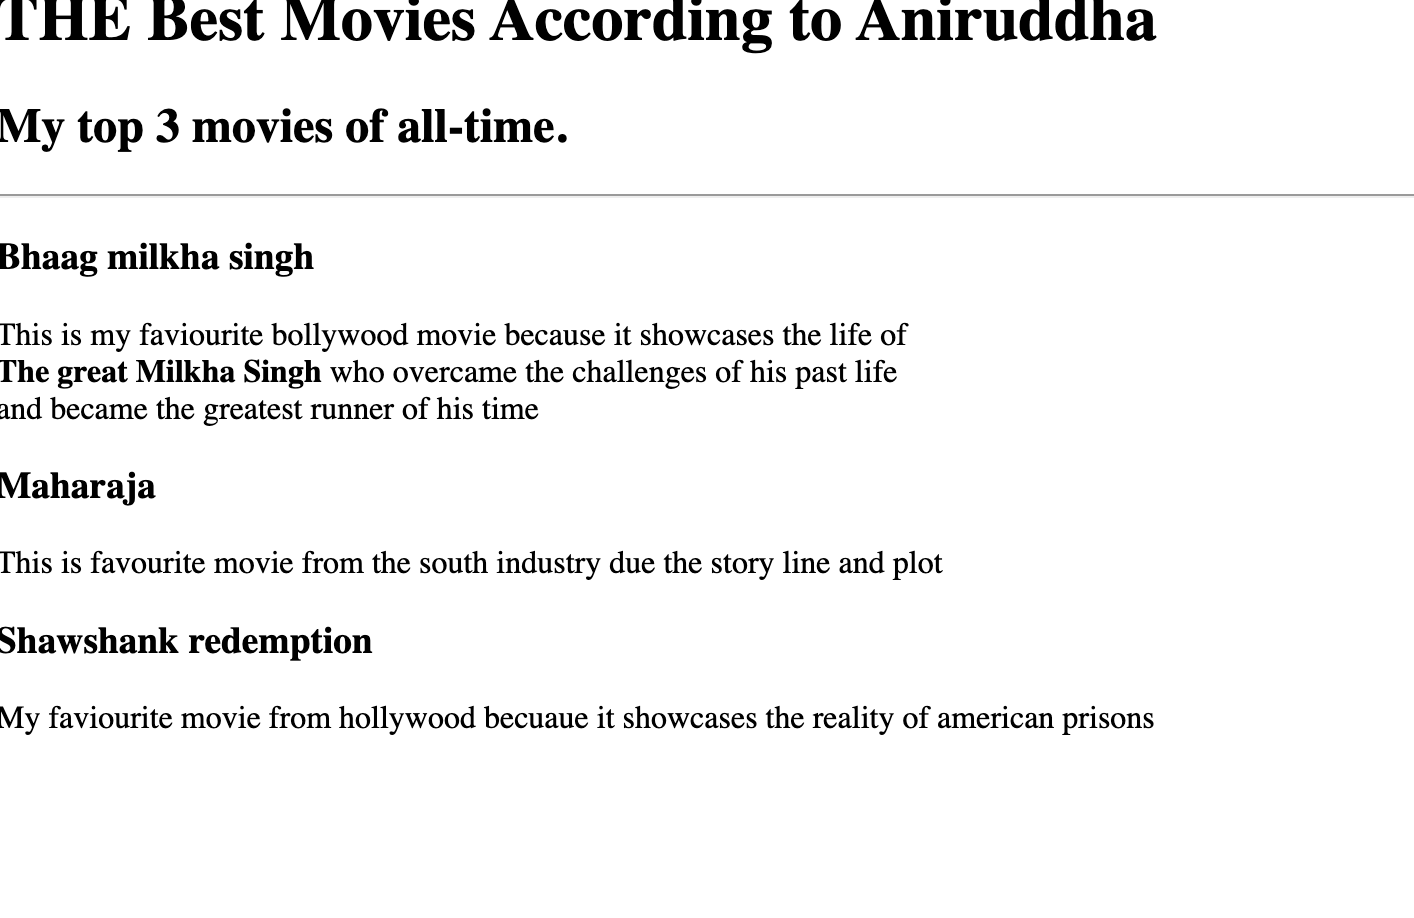 THE Best Movies According to Aniruddha
My top 3 movies of all-time.
Bhaag milkha singh
This is my faviourite bollywood movie because it showcases the life of
The great Milkha Singh who overcame the challenges of his past life
and became the greatest runner of his time
Maharaja
This is favourite movie from the south industry due the story line and plot
Shawshank redemption
My faviourite movie from hollywood becuaue it showcases the reality of american prisons